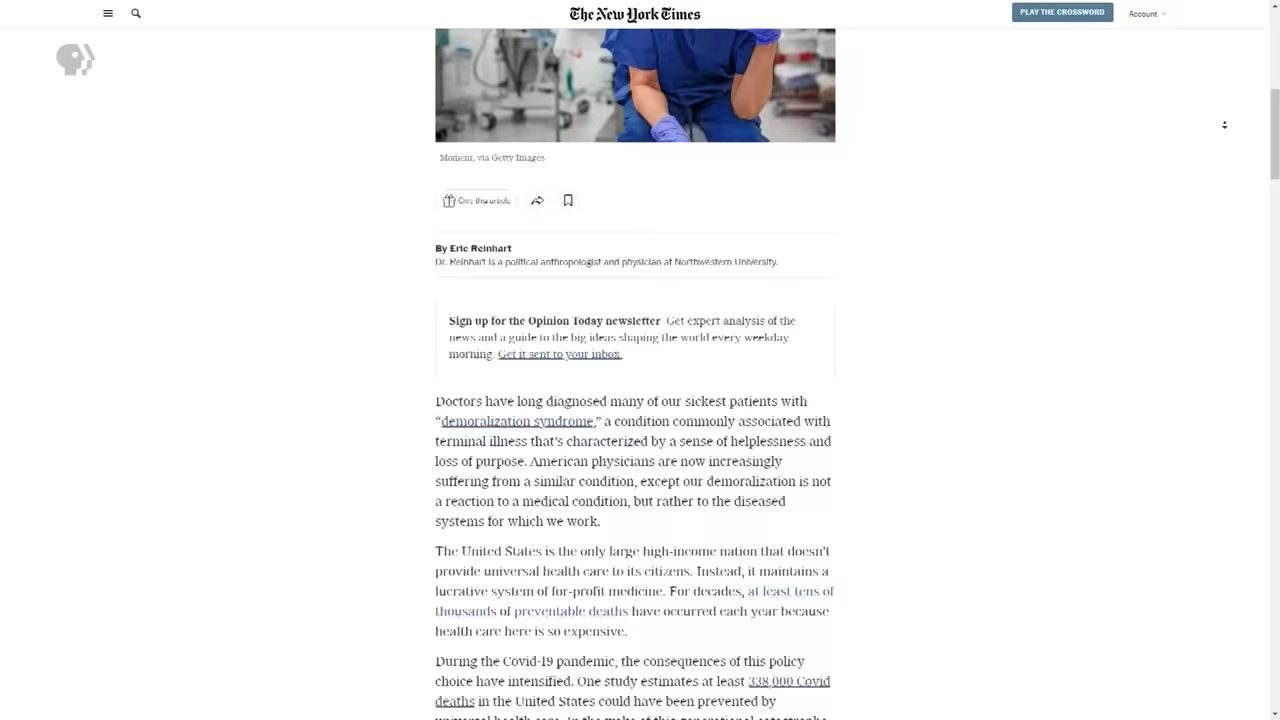 The New York Times
PLAY THE CROSSWORD
Account
Moment, via Getty Images
Give this article
By Eric Reinhart
Dr. Reinhart is a political anthropologist and physician at Northwestern University.
Sign up for the Opinion Today newsletter Get expert analysis of the
news and a guide to the big ideas shaping the world every weekday
morning. Get it sent to your inbox.
Doctors have long diagnosed many of our sickest patients with
“demoralization syndrome,” a condition commonly associated with
terminal illness that’s characterized by a sense of helplessness and
loss of purpose. American physicians are now increasingly
suffering from a similar condition, except our demoralization is not
a reaction to a medical condition, but rather to the diseased
systems for which we work.
The United States is the only large high-income nation that doesn’t
provide universal health care to its citizens. Instead, it maintains a
lucrative system of for-profit medicine. For decades, at least tens of
thousands of preventable deaths have occurred each year because
health care here is so expensive.
During the Covid-19 pandemic, the consequences of this policy
choice have intensified. One study estimates at least 338,000 Covid
deaths in the United States could have been prevented by